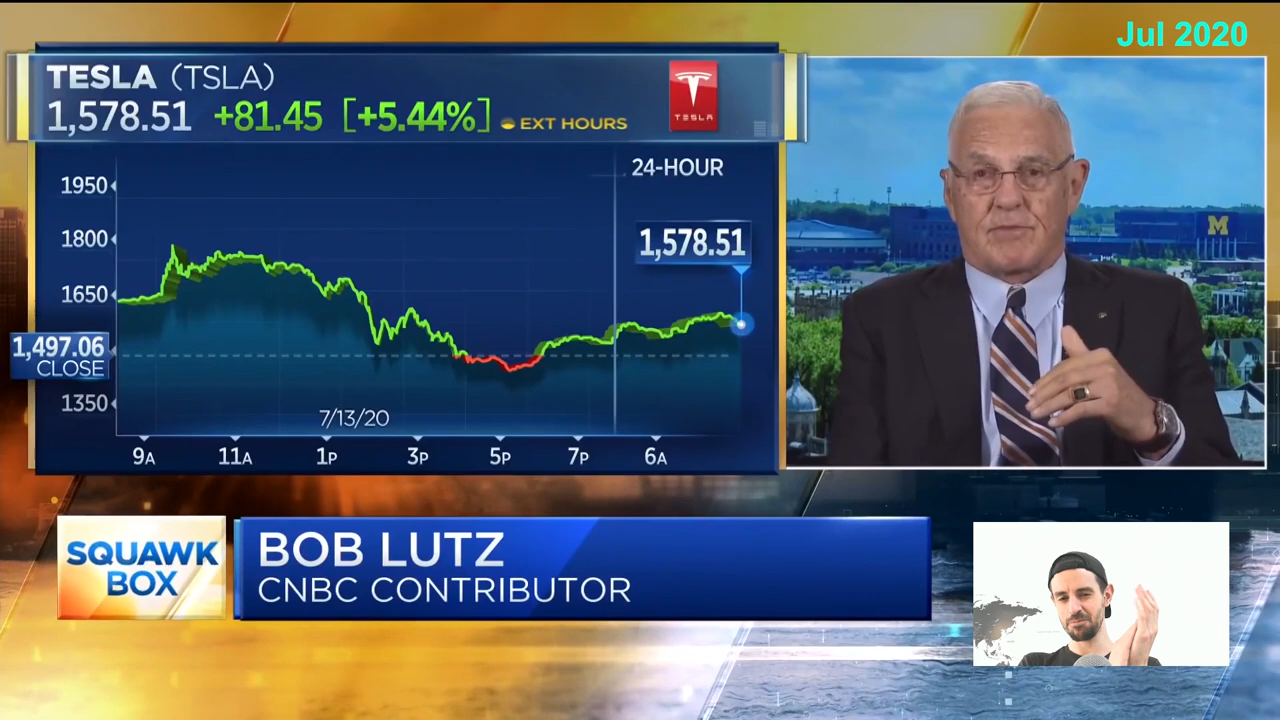 Jul 2020
TESLA (TSLA)
1,578.51 +81.45 [+5.44%] EXT HOURS
TESLA
24-HOUR
1950
1800
1650
1,578.51
1,497.06
CLOSE
1350
7/13/20
9A 11A 1P 3P 5P 7P 6A
M
SQUAWK
BOX
BOB LUTZ
CNBC CONTRIBUTOR